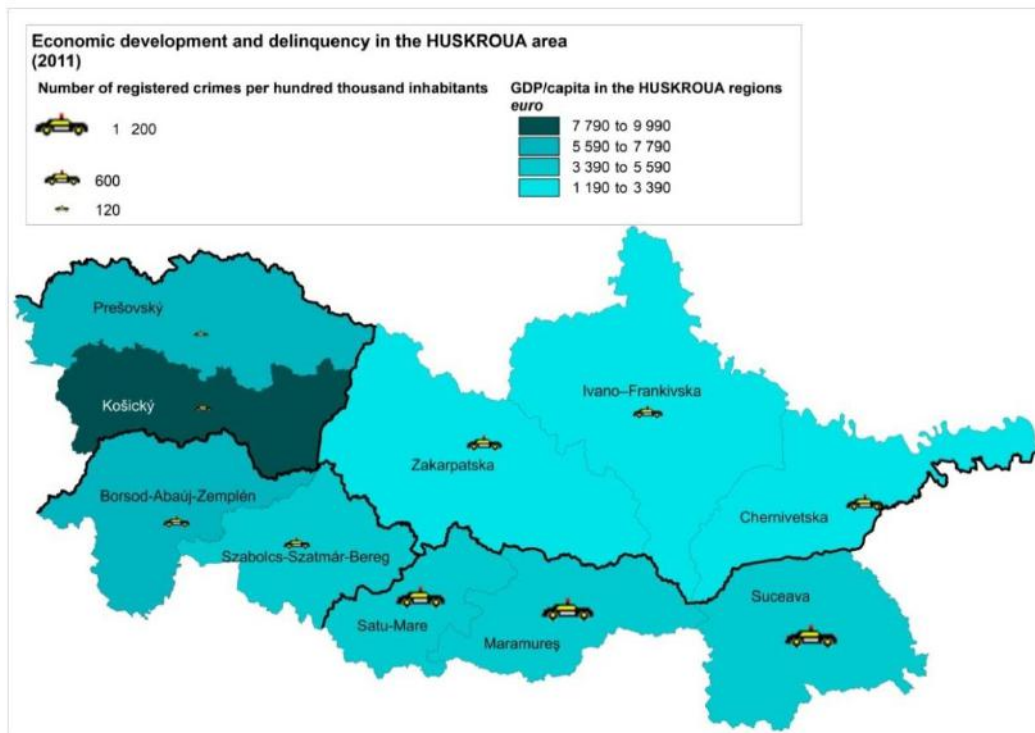 Economic development and delinquency in the HUSKROUA area
(2011)
Number of registered crimes per hundred thousand inhabitants
1 200
600
120
GDP/capita in the HUSKROUA regions
euro
7 790 to 9 990
5 590 to 7 790
3 390 to 5 590
1 190 to 3 390
Prešovský
Košický
Ivano–Frankivska
Zakarpatska
Borsod-Abaúj-Zemplén
Chernivetska
Szabolcs-Szatmár-Bereg
Suceava
Satu-Mare
Maramureş